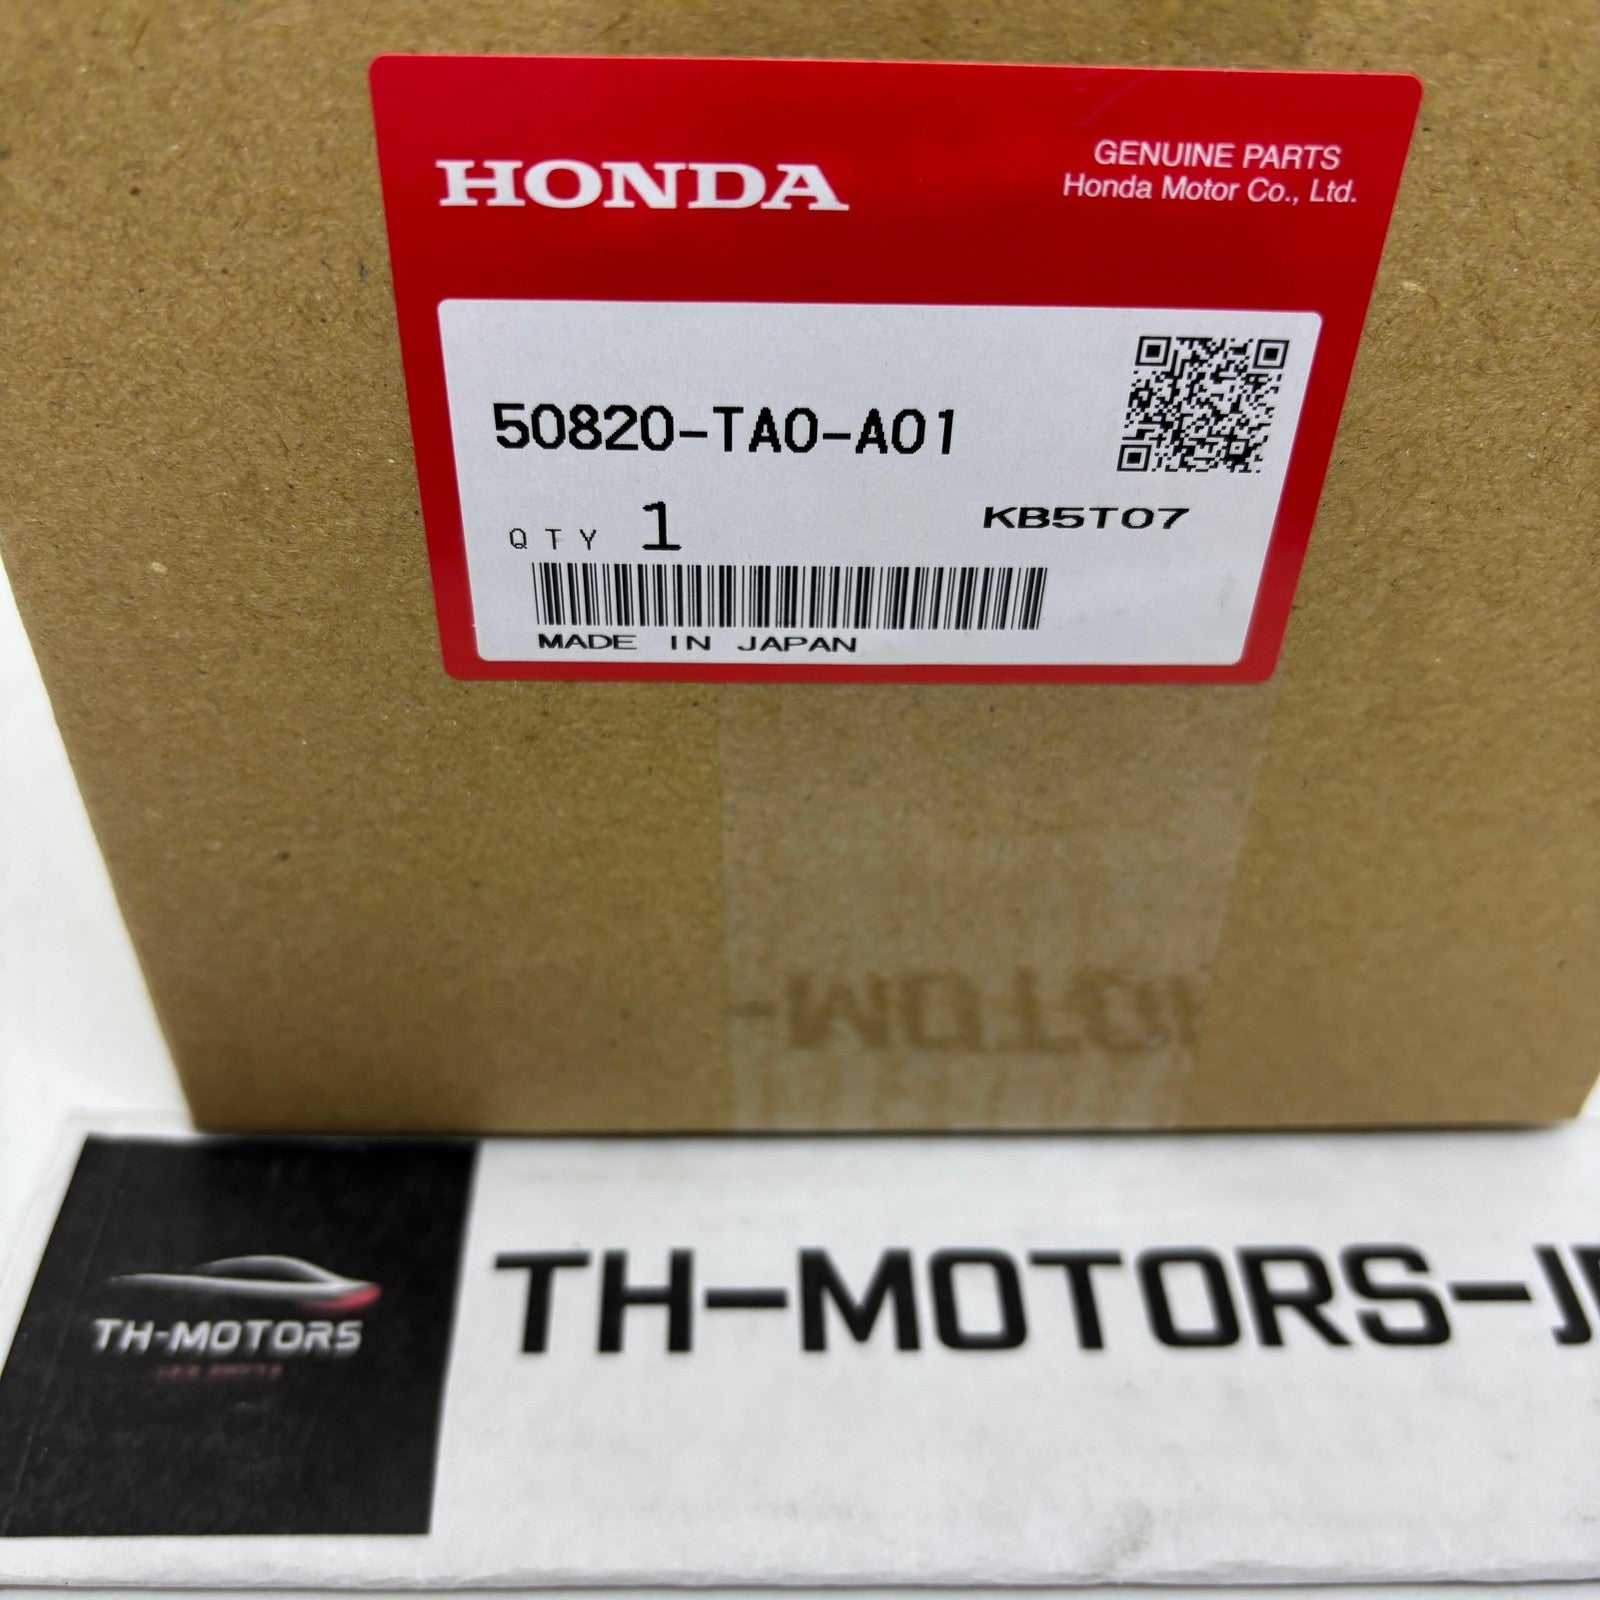 HONDA
GENUINE PARTS
Honda Motor Co., Ltd.
50820-TA0-A01
QTY 1
KB5T07
MADE IN JAPAN
TH-MOTORS
TH-MOTORS-J